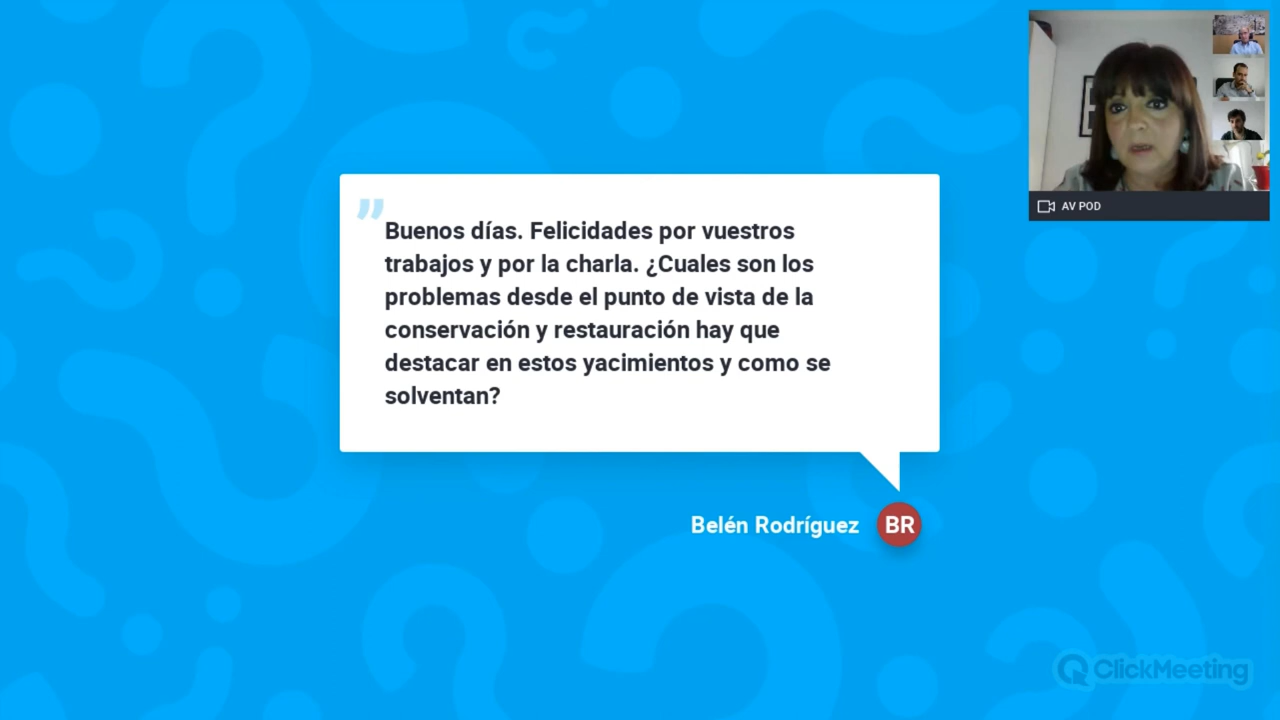 AV POD
"
Buenos días. Felicidades por vuestros
trabajos y por la charla. ¿Cuales son los
problemas desde el punto de vista de la
conservación y restauración hay que
destacar en estos yacimientos y como se
solventan?
Belén Rodríguez BR
ClickMeeting